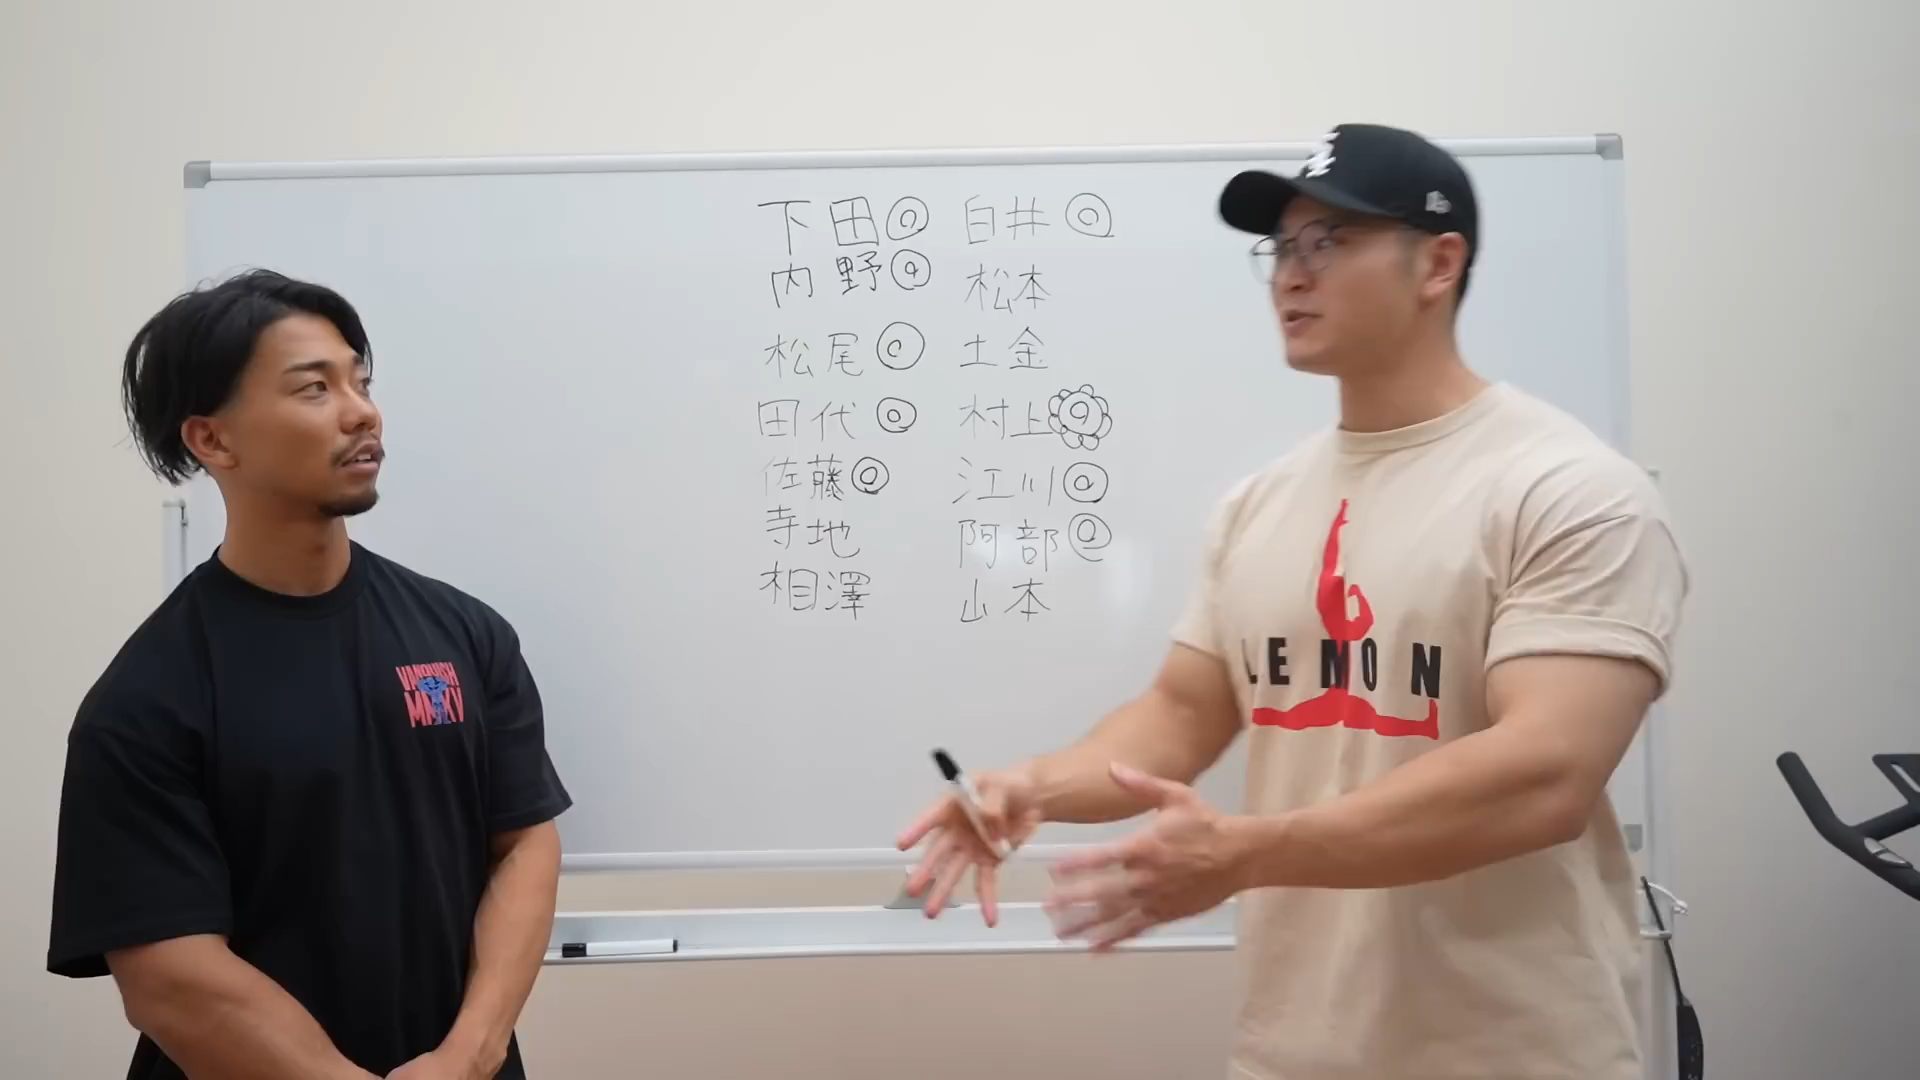 下田◎ 白井◎
内野◎ 松本
松尾◎ 土金
田代◎ 村上◎
佐藤◎ 江川◎
寺地 阿部◎
相澤 山本
VANQUISH
LEMON